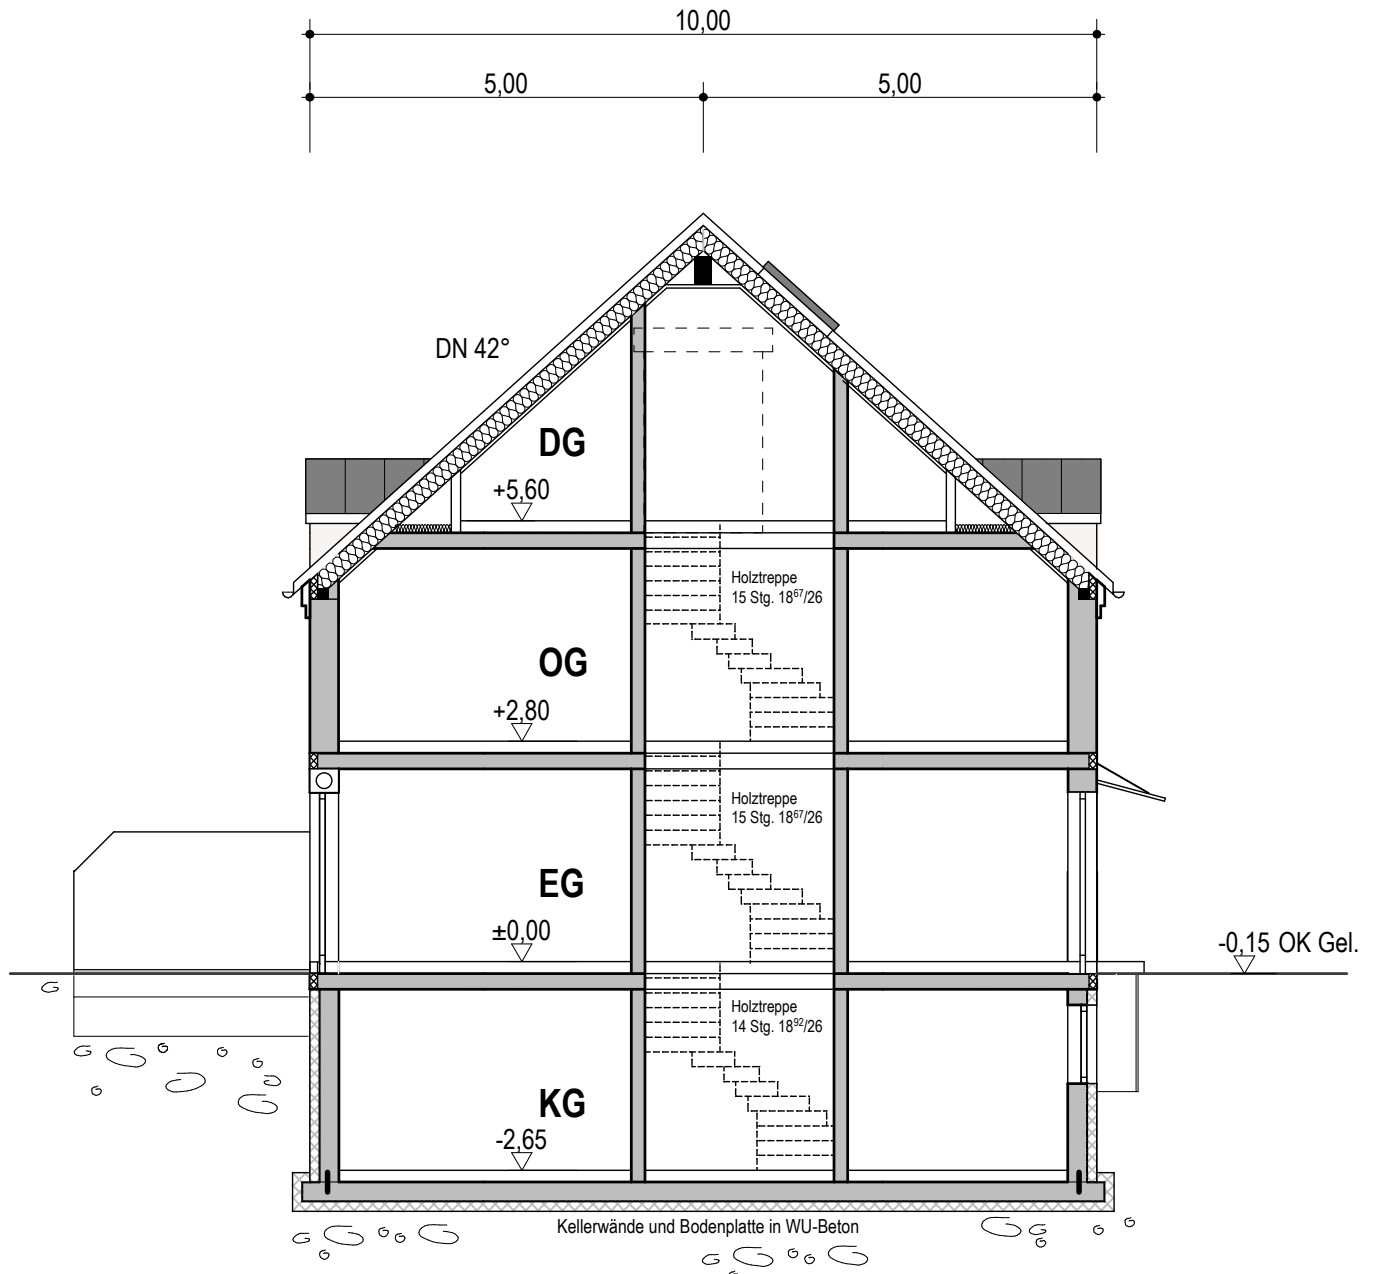 10,00
5,00
5,00
DN 42°
DG
+5,60
Holztreppe
15 Stg. 18⁶⁷/26
OG
+2,80
Holztreppe
15 Stg. 18⁶⁷/26
EG
±0,00
-0,15 OK Gel.
Holztreppe
14 Stg. 18⁹²/26
KG
-2,65
Kellerwände und Bodenplatte in WU-Beton